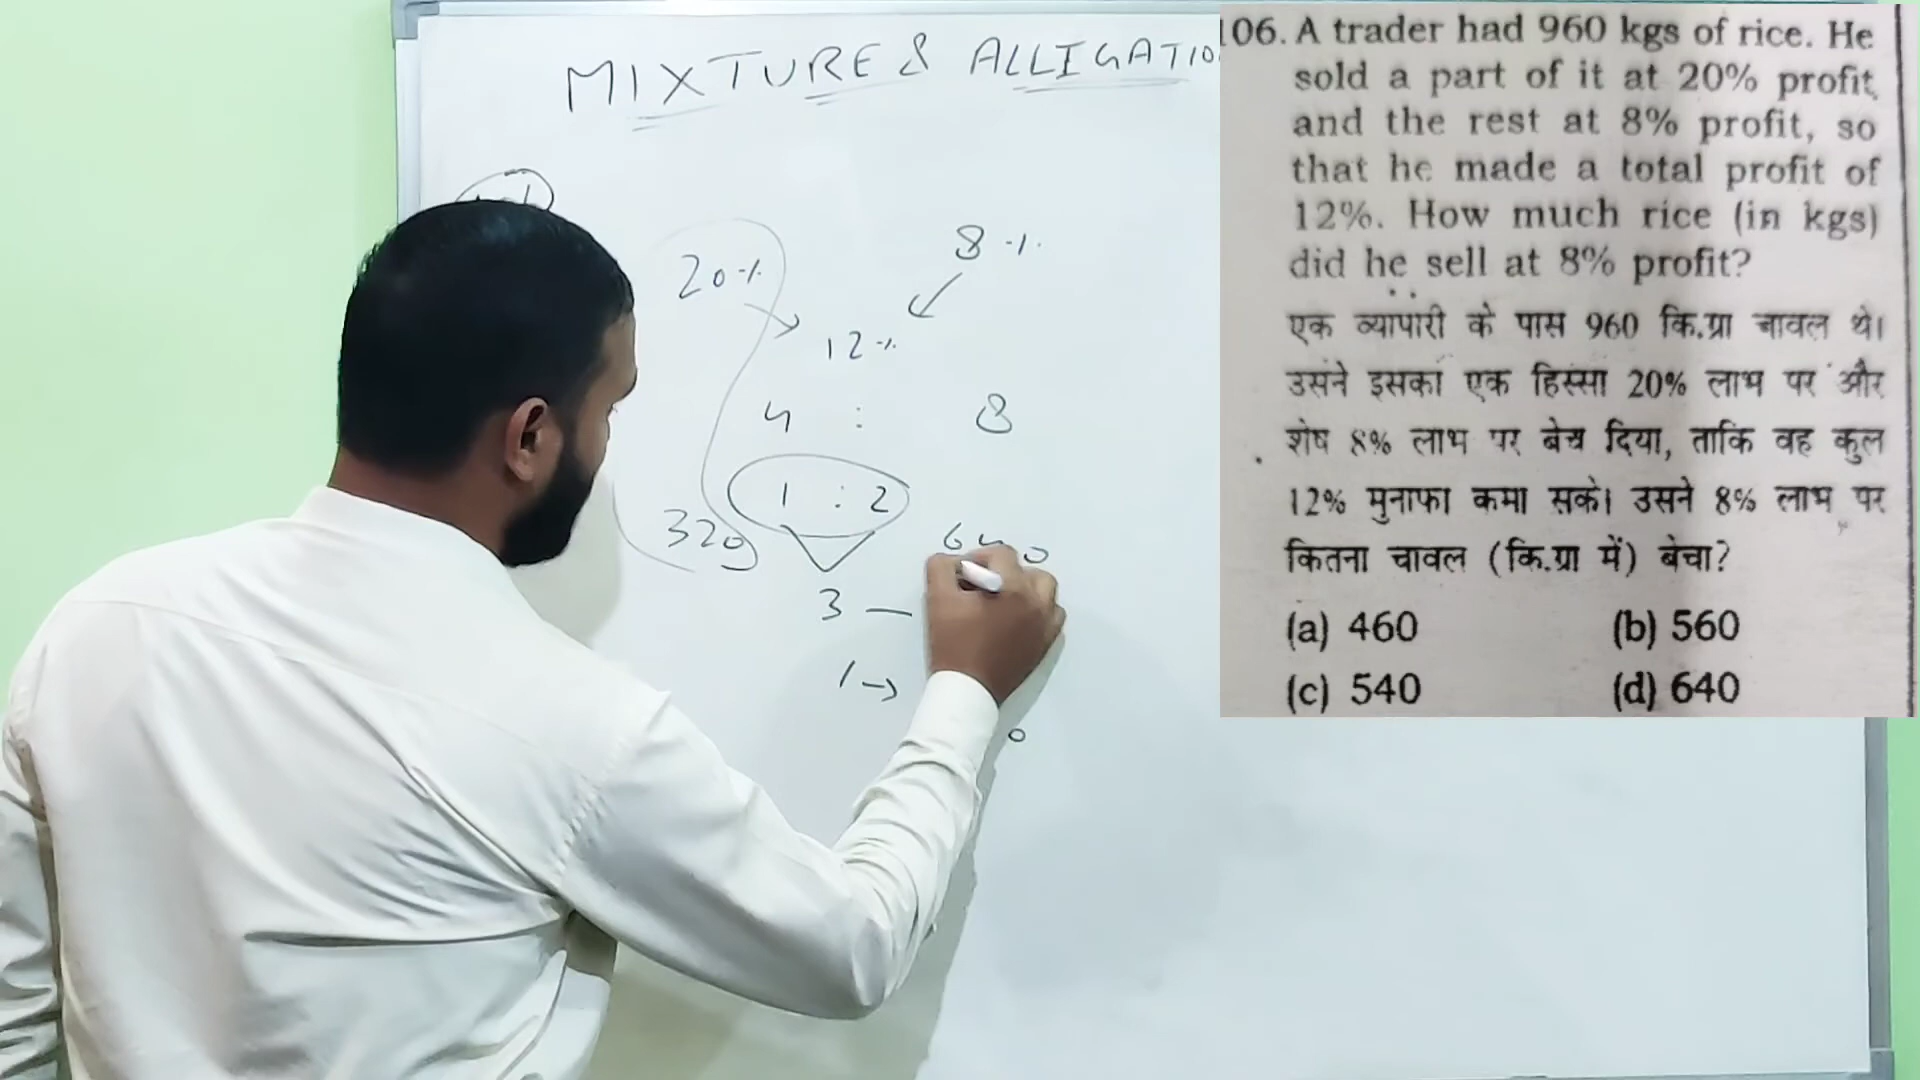 MIXTURE & ALLIGATIO
20%
8%
12%
4 : 8
1 : 2
320
640
3 —
1 →
0
106. A trader had 960 kgs of rice. He
sold a part of it at 20% profit
and the rest at 8% profit, so
that he made a total profit of
12%. How much rice (in kgs)
did he sell at 8% profit?
एक व्यापारी के पास 960 कि.ग्रा चावल थे।
उसने इसका एक हिस्सा 20% लाभ पर और
शेष 8% लाभ पर बेच दिया, ताकि वह कुल
12% मुनाफा कमा सके। उसने 8% लाभ पर
कितना चावल (कि.ग्रा में) बेचा?
(a) 460 (b) 560
(c) 540 (d) 640